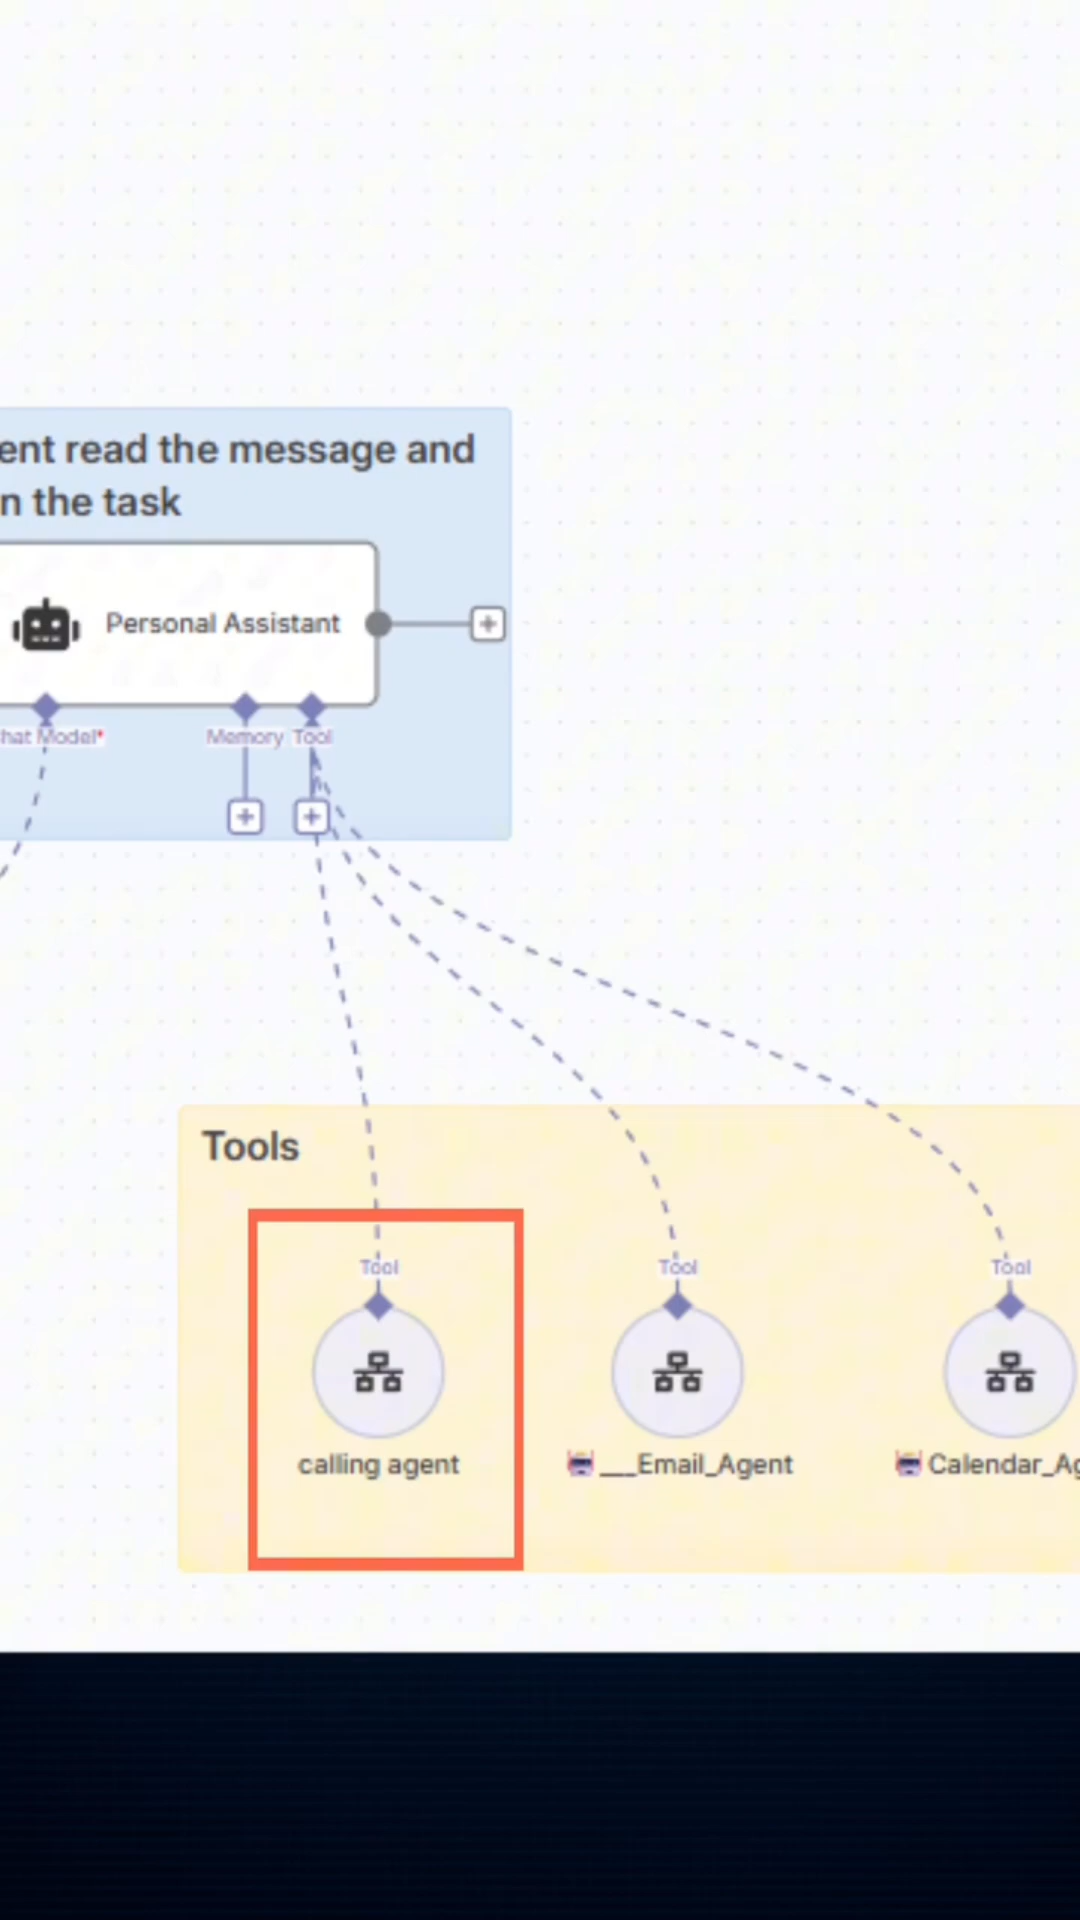 ent read the message and
n the task
Personal Assistant
hat Model*
Memory Tool
Tools
Tool Tool Tool
calling agent ___Email_Agent Calendar_Ag